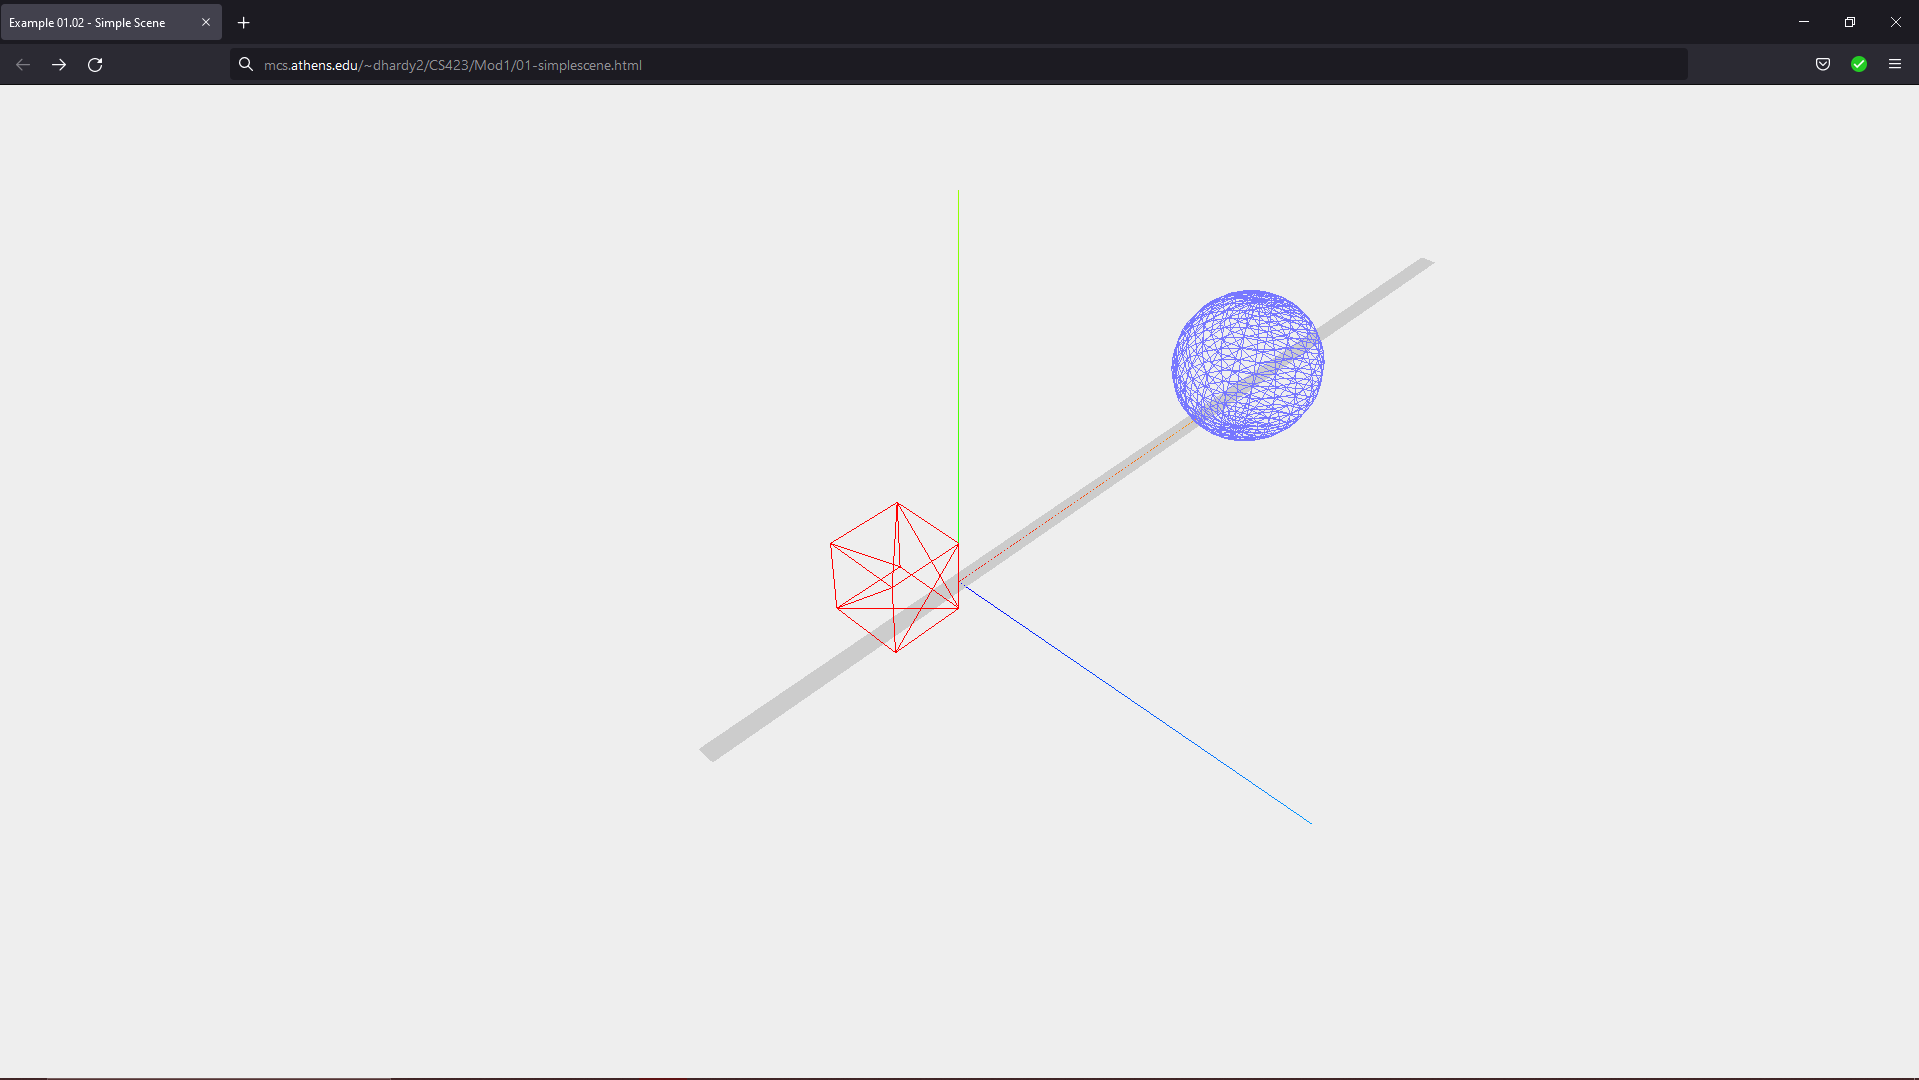 Example 01.02 - Simple Scene
mcs.athens.edu/~dhardy2/CS423/Mod1/01-simplescene.html